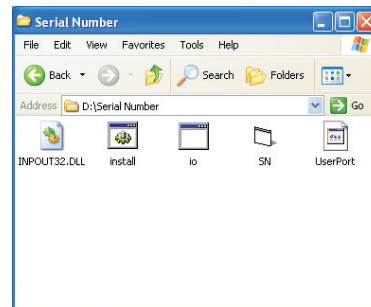 Serial Number
File Edit View Favorites Tools Help
Back Search Folders
Address D:\Serial Number Go
INPOUT32.DLL install io SN UserPort